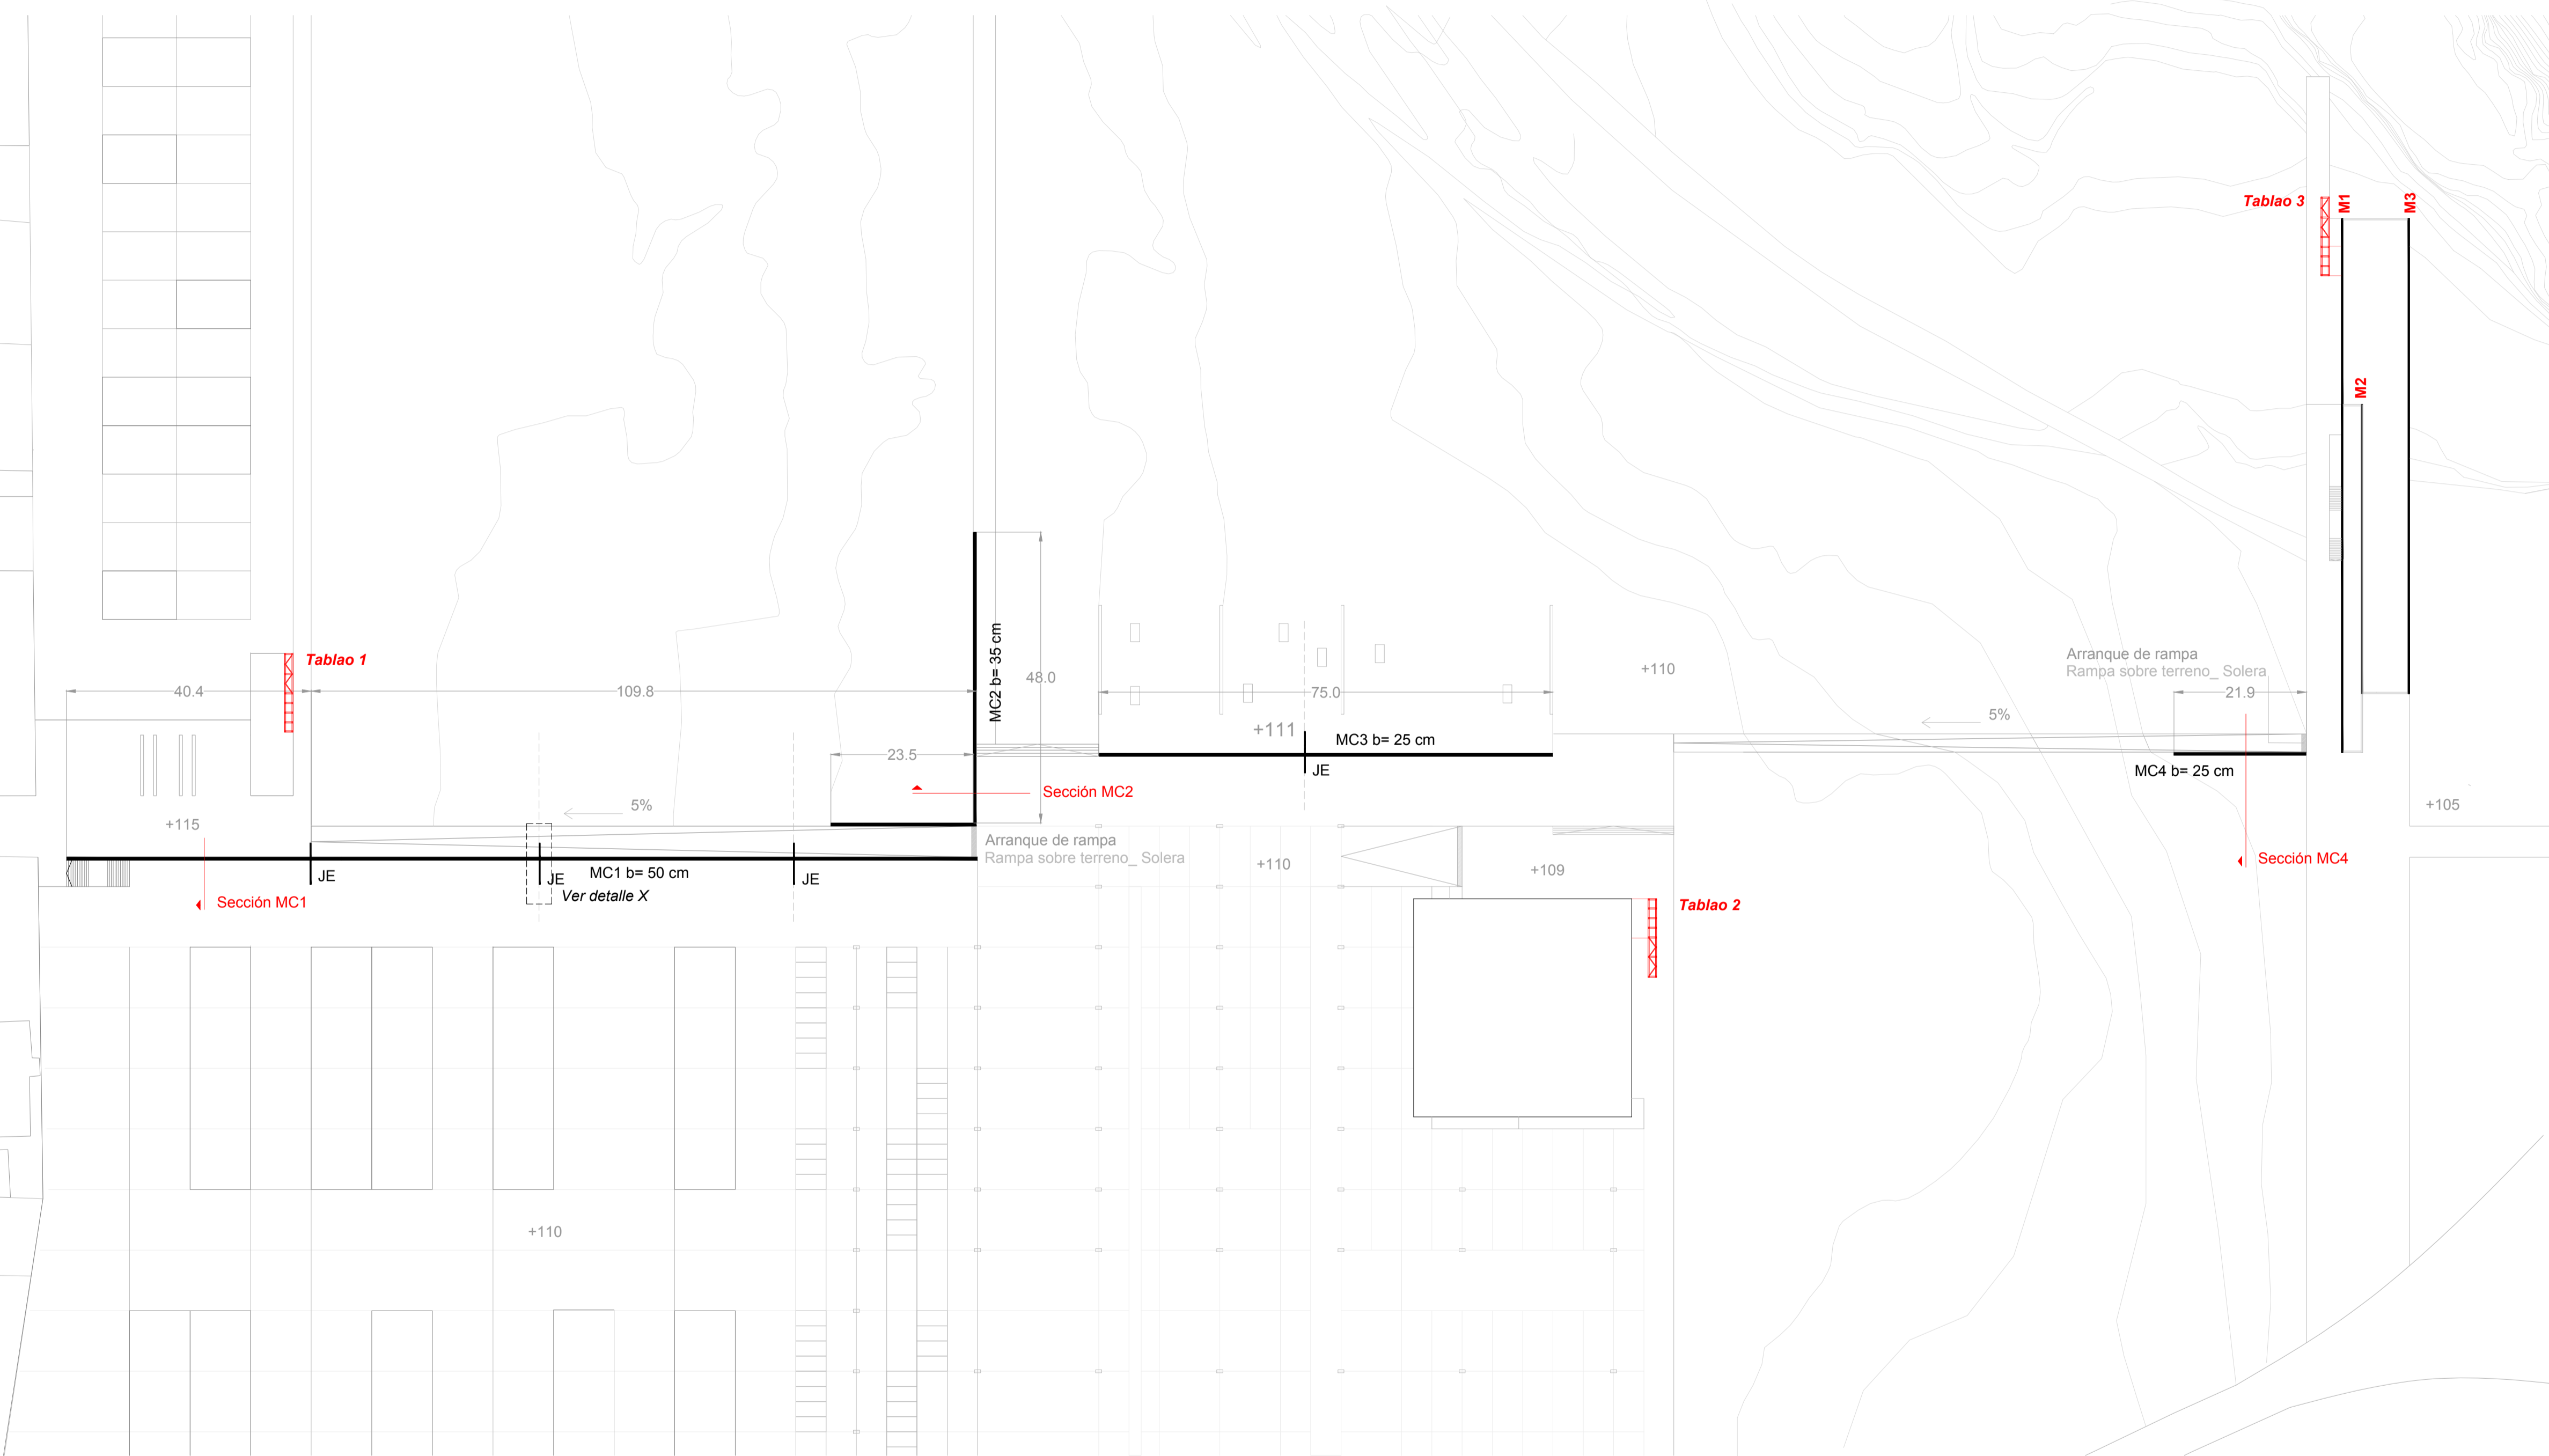 Tablao 3
M1
M3
M2
MC2 b= 35 cm
Tablao 1
48.0
+110
Arranque de rampa
Rampa sobre terreno_ Solera
40.4
109.8
75.0
21.9
5%
+111
MC3 b= 25 cm
23.5
JE
MC4 b= 25 cm
Sección MC2
5%
+115
+105
Arranque de rampa
Rampa sobre terreno_ Solera
Sección MC4
+110
+109
JE
JE
MC1 b= 50 cm
JE
Ver detalle X
Sección MC1
Tablao 2
+110